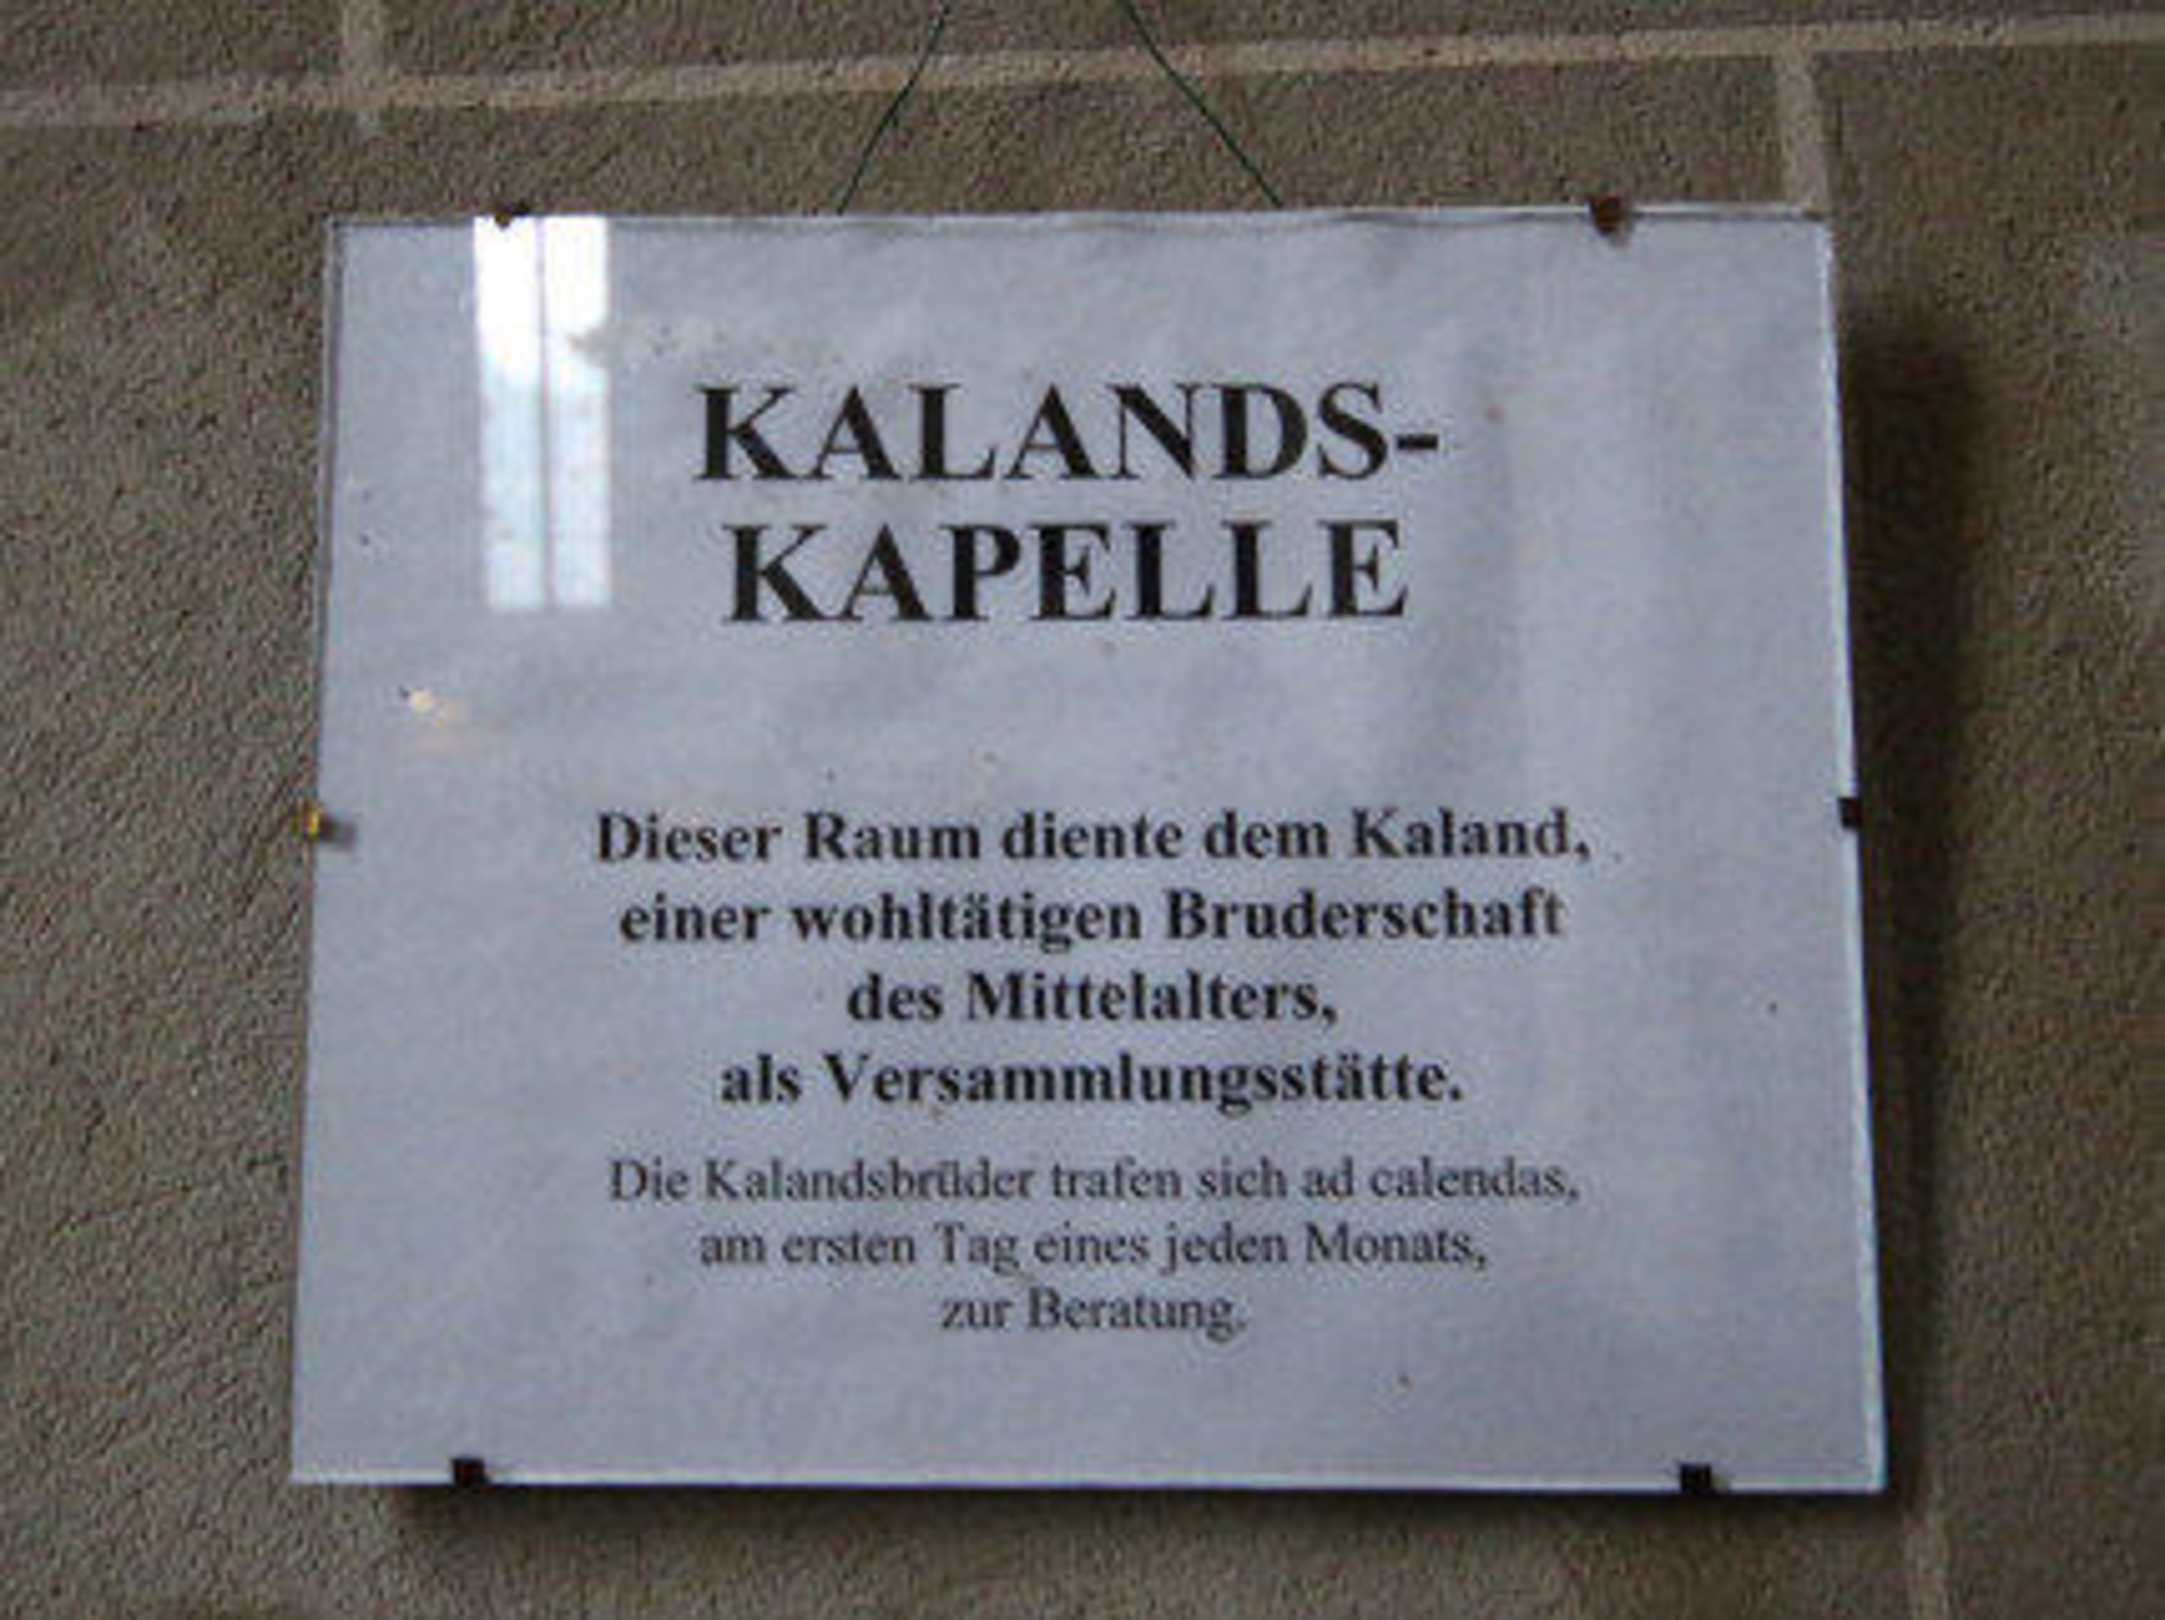 KALANDS-
KAPELLE
Dieser Raum diente dem Kaland,
einer wohltätigen Bruderschaft
des Mittelalters,
als Versammlungsstätte.
Die Kalandsbrüder trafen sich ad calendas,
am ersten Tag eines jeden Monats,
zur Beratung.